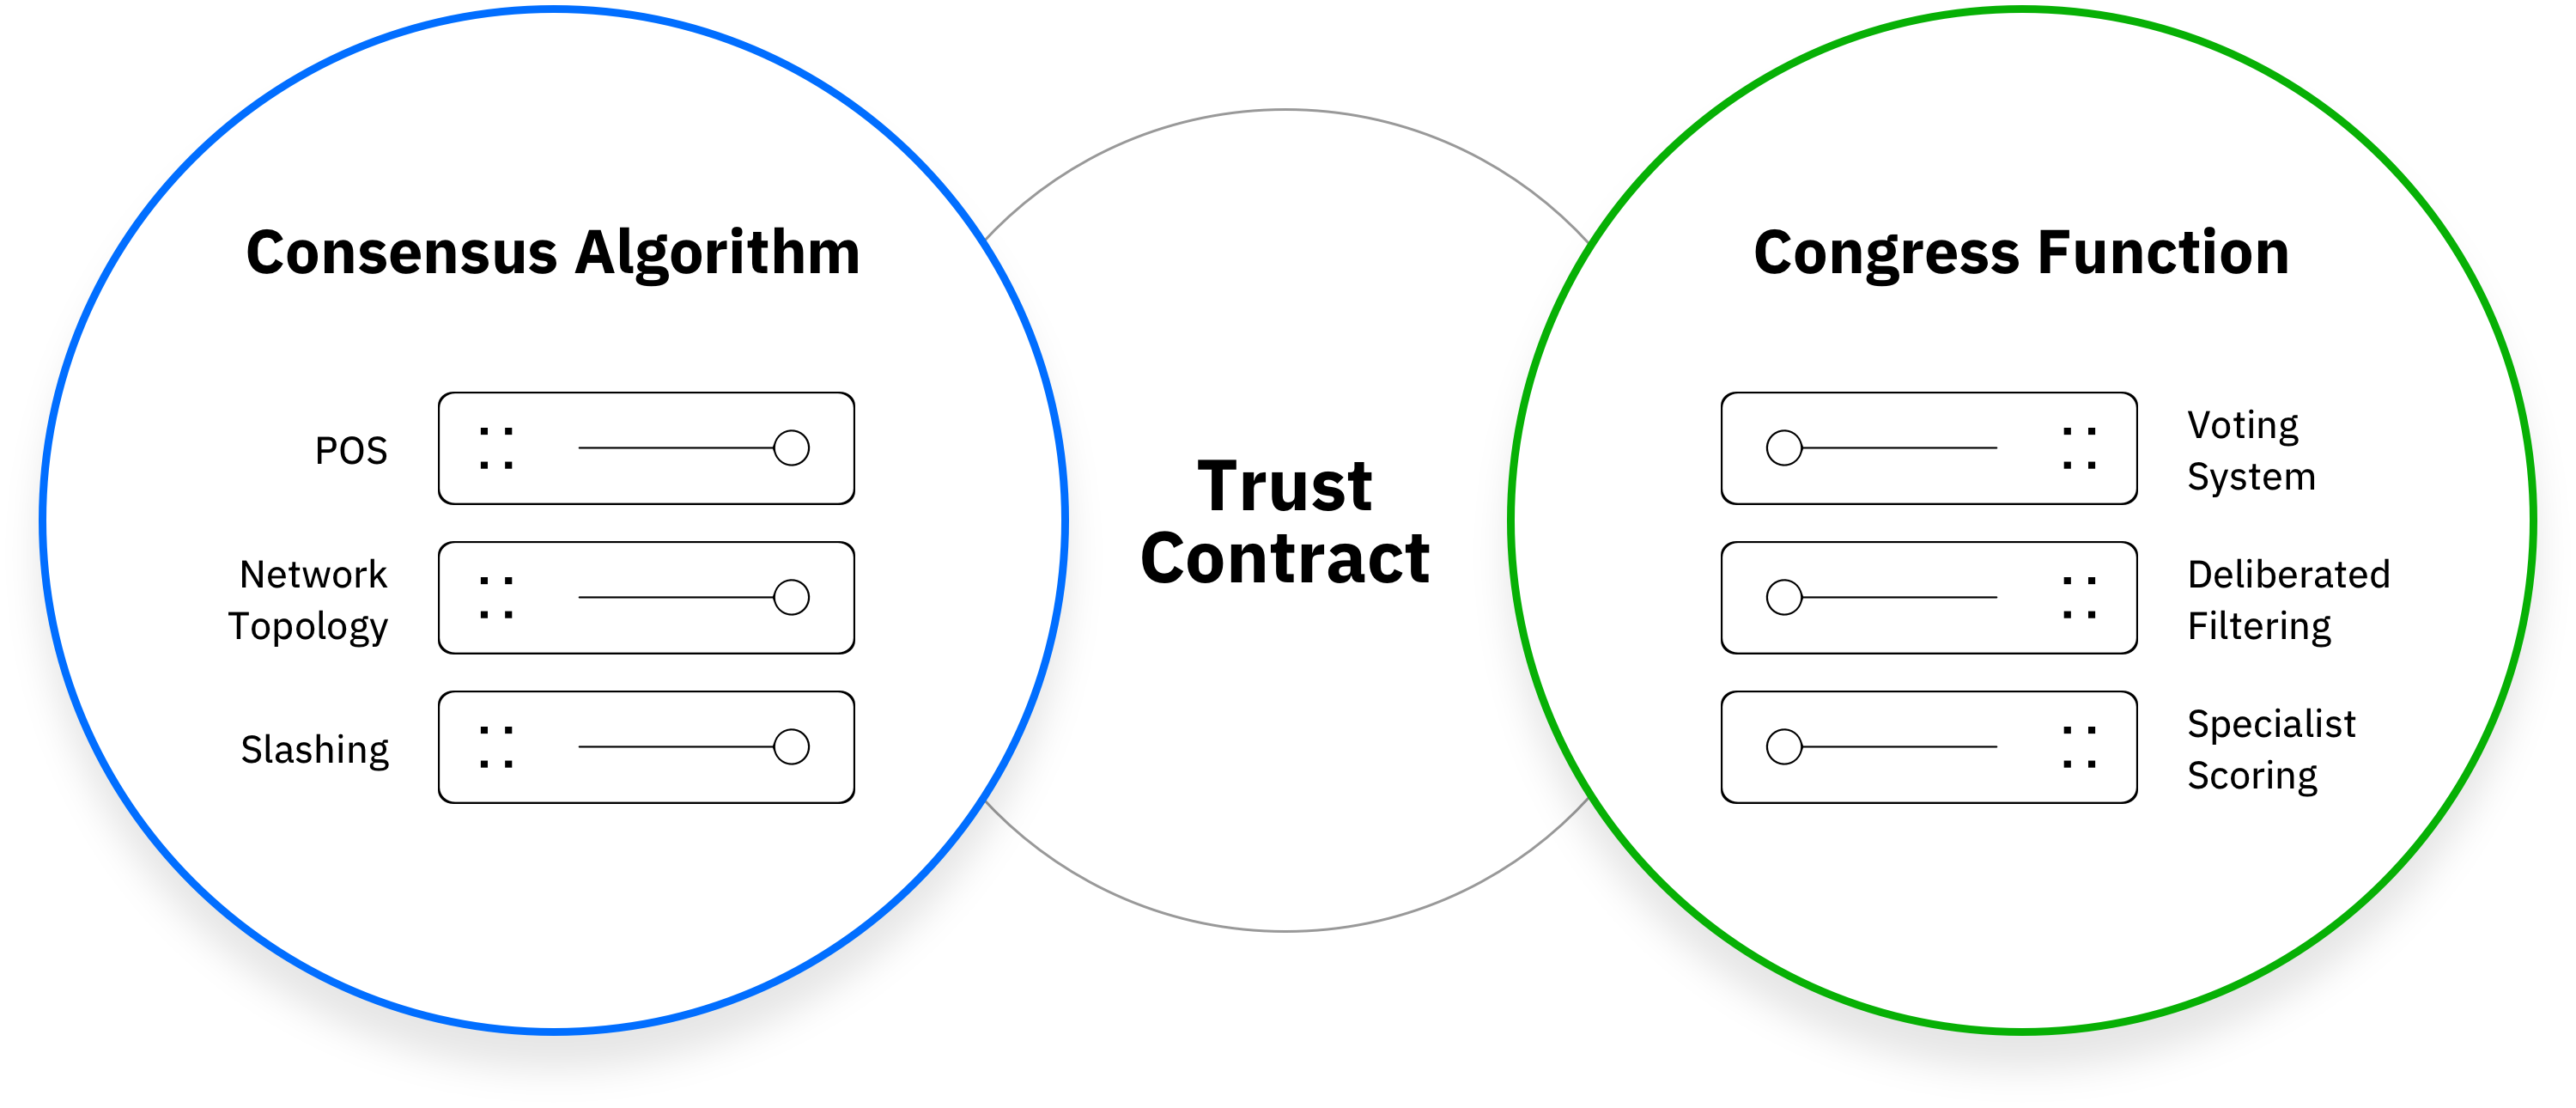 Consensus Algorithm
POS
Network
Topology
Slashing
Trust
Contract
Congress Function
Voting
System
Deliberated
Filtering
Specialist
Scoring